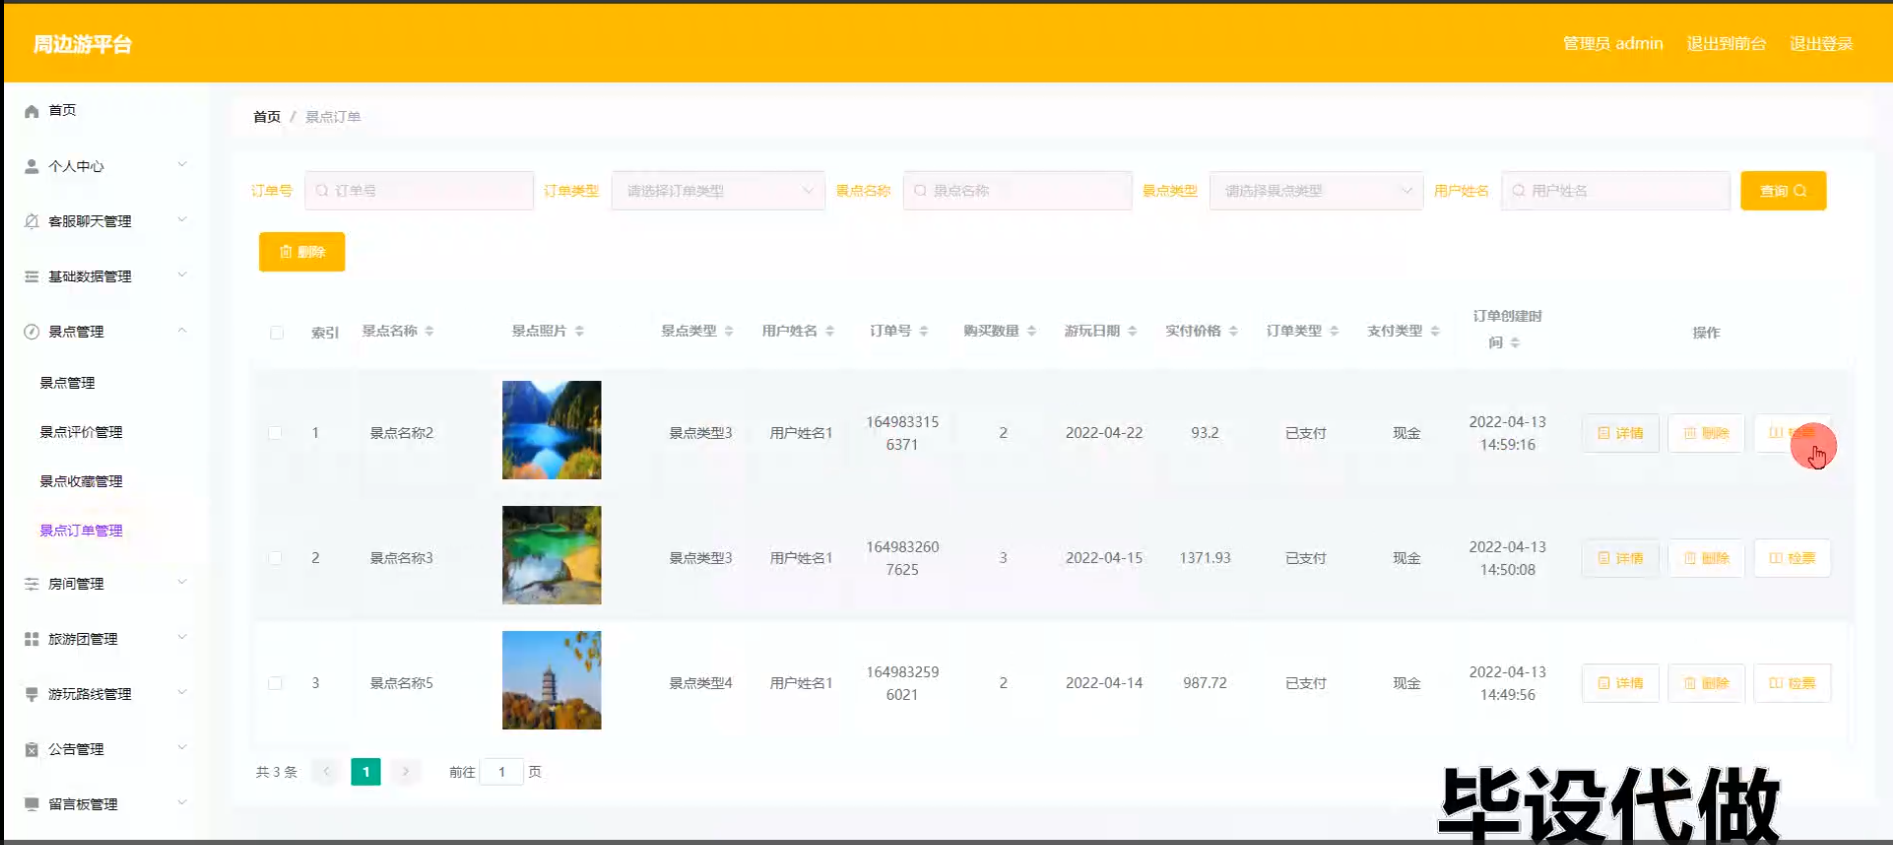 周边游平台
管理员 admin 退出到前台 退出登录
首页
个人中心
客服聊天管理
基础数据管理
景点管理
景点管理
景点评价管理
景点收藏管理
景点订单管理
房间管理
旅游团管理
游玩路线管理
公告管理
留言板管理
首页 / 景点订单
订单号 订单号 订单类型 请选择订单类型 景点名称 景点名称 景点类型 请选择景点类型 用户姓名 用户姓名 查询
删除
索引 景点名称 景点照片 景点类型 用户姓名 订单号 购买数量 游玩日期 实付价格 订单类型 支付类型 订单创建时间 操作
1 景点名称2 景点类型3 用户姓名1 1649833156371 2 2022-04-22 93.2 已支付 现金 2022-04-13 14:59:16 详情 删除
2 景点名称3 景点类型3 用户姓名1 1649832607625 3 2022-04-15 1371.93 已支付 现金 2022-04-13 14:50:08 详情 删除 检票
3 景点名称5 景点类型4 用户姓名1 1649832596021 2 2022-04-14 987.72 已支付 现金 2022-04-13 14:49:56 详情 删除 检票
共 3 条 1 前往 1 页
毕设代做